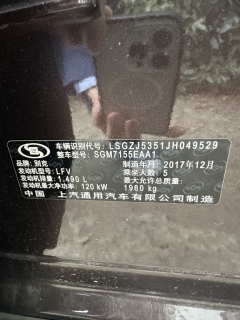 车辆识别代号: LSGZJ5351JH049529
整车型号: SGM7155EAA1
品牌: 别克 制造年月: 2017年12月
发动机型号: LFV 乘坐人数: 5
发动机排量: 1.490 L 最大允许总质量:
发动机最大净功率: 120 kW 1960 kg
中国 上汽通用汽车有限公司制造